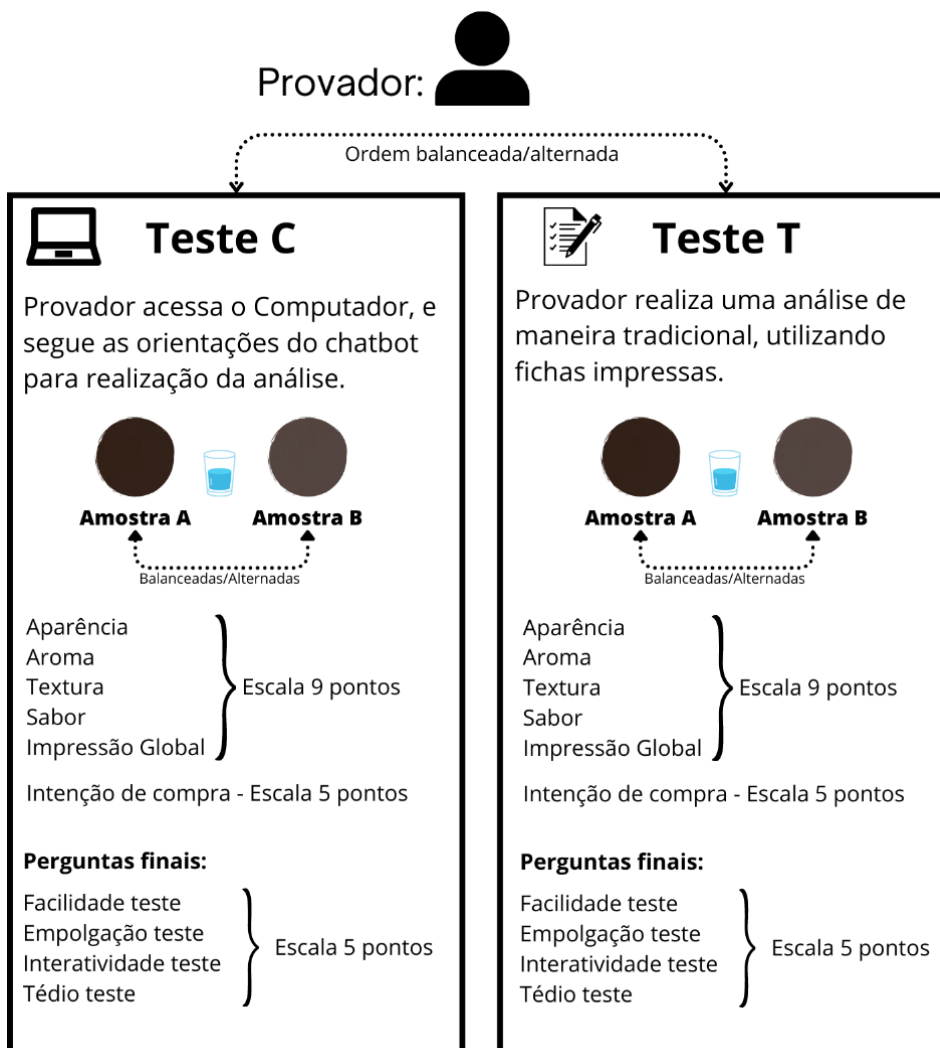 Provador:
Ordem balanceada/alternada
Teste C
Provador acessa o Computador, e
segue as orientações do chatbot
para realização da análise.
Amostra A
Amostra B
Balanceadas/Alternadas
Aparência
Aroma
Textura
Sabor
Impressão Global
Escala 9 pontos
Intenção de compra - Escala 5 pontos
Perguntas finais:
Facilidade teste
Empolgação teste
Interatividade teste
Tédio teste
Escala 5 pontos
Teste T
Provador realiza uma análise de
maneira tradicional, utilizando
fichas impressas.
Amostra A
Amostra B
Balanceadas/Alternadas
Aparência
Aroma
Textura
Sabor
Impressão Global
Escala 9 pontos
Intenção de compra - Escala 5 pontos
Perguntas finais:
Facilidade teste
Empolgação teste
Interatividade teste
Tédio teste
Escala 5 pontos